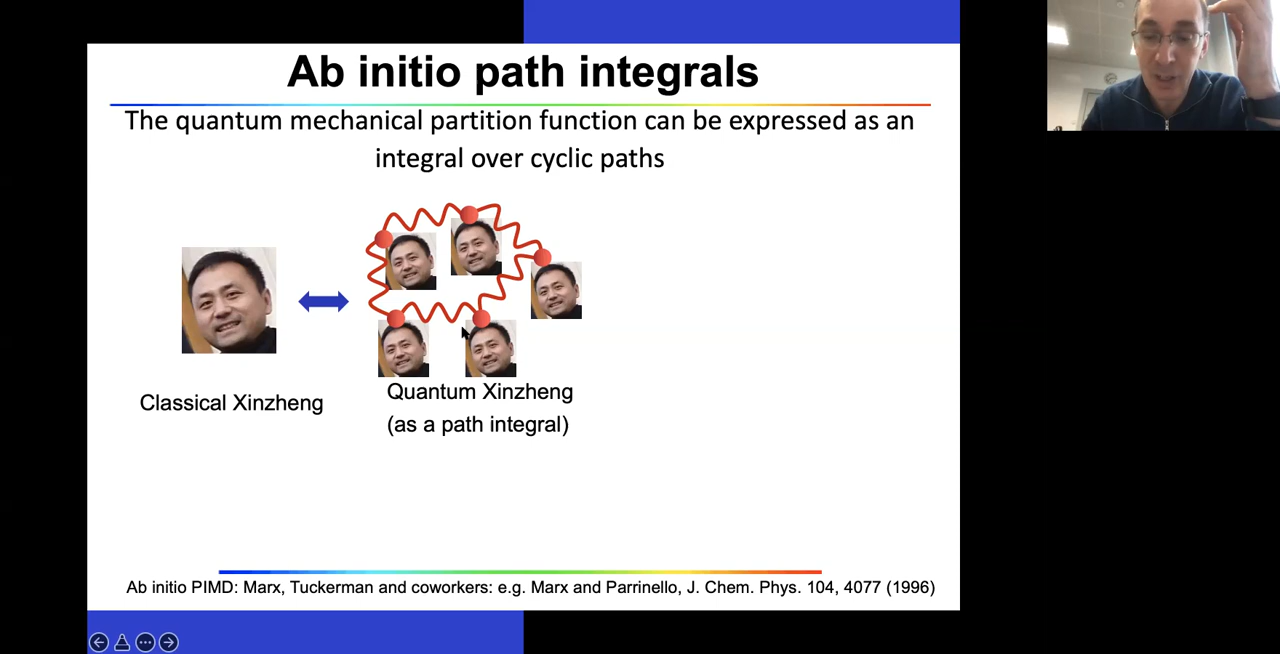 Ab initio path integrals
The quantum mechanical partition function can be expressed as an
integral over cyclic paths
Classical Xinzheng
Quantum Xinzheng
(as a path integral)
Ab initio PIMD: Marx, Tuckerman and coworkers: e.g. Marx and Parrinello, J. Chem. Phys. 104, 4077 (1996)